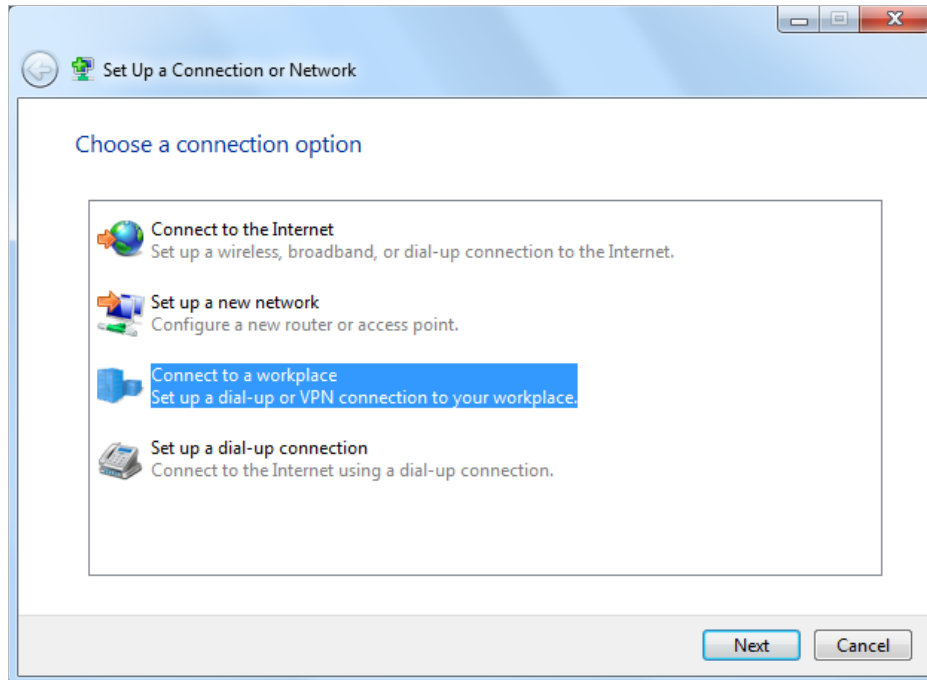 Set Up a Connection or Network
Choose a connection option
Connect to the Internet
Set up a wireless, broadband, or dial-up connection to the Internet.
Set up a new network
Configure a new router or access point.
Connect to a workplace
Set up a dial-up or VPN connection to your workplace.
Set up a dial-up connection
Connect to the Internet using a dial-up connection.
Next
Cancel